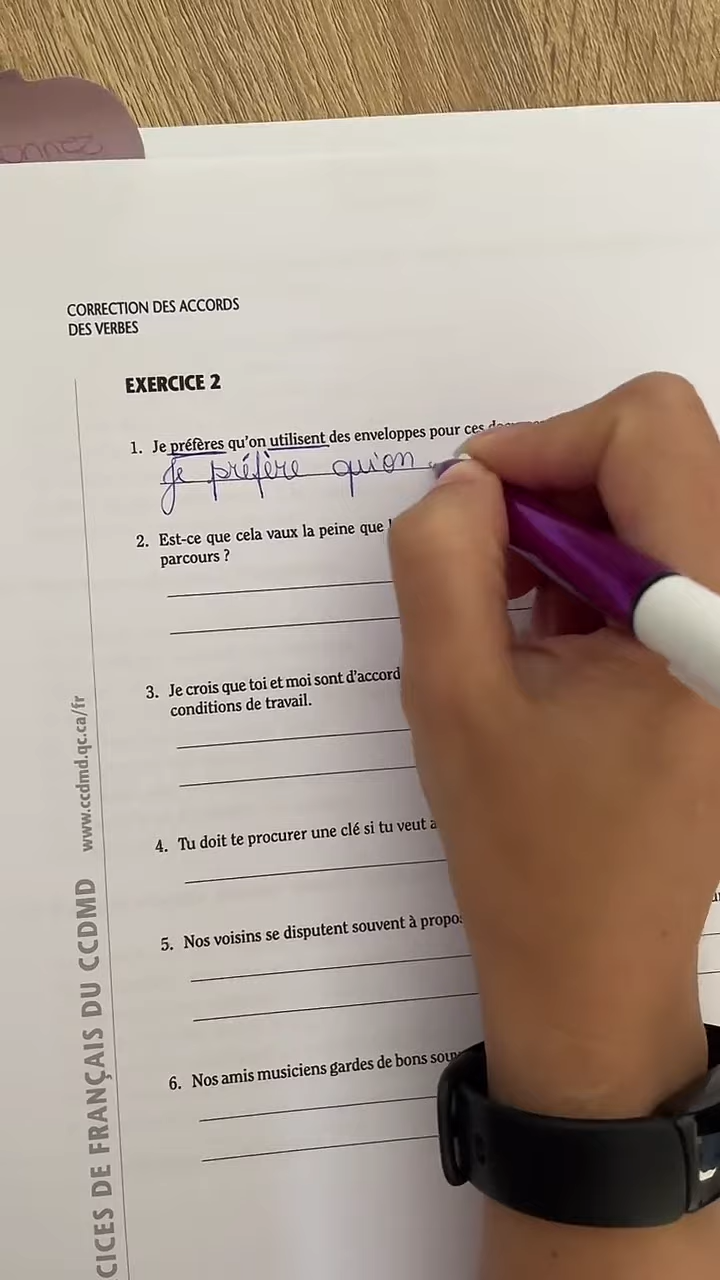 CORRECTION DES ACCORDS
DES VERBES
EXERCICE 2
1. Je préfères qu'on utilisent des enveloppes pour ces
Je préfère qu'on
2. Est-ce que cela vaux la peine que
parcours ?
3. Je crois que toi et moi sont d'accord
conditions de travail.
4. Tu doit te procurer une clé si tu veut a
5. Nos voisins se disputent souvent à propos
6. Nos amis musiciens gardes de bons
CICES DE FRANÇAIS DU CCDMD www.ccdmd.qc.ca/fr